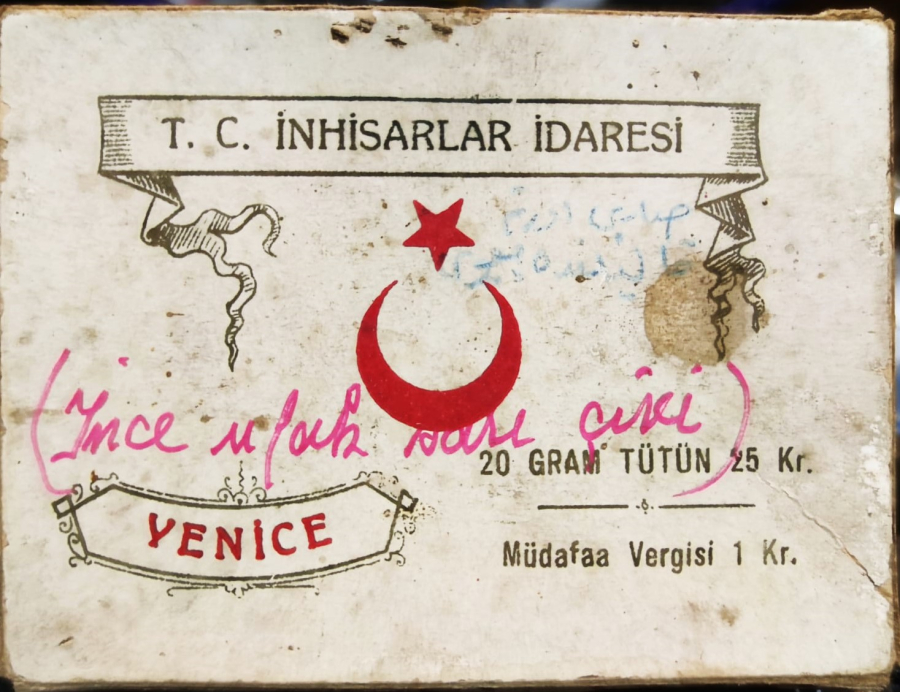 T. C. İNHİSARLAR İDARESİ
(İnce ufak sarı çivi)
20 GRAM TÜTÜN 25 Kr.
YENİCE
Müdafaa Vergisi 1 Kr.